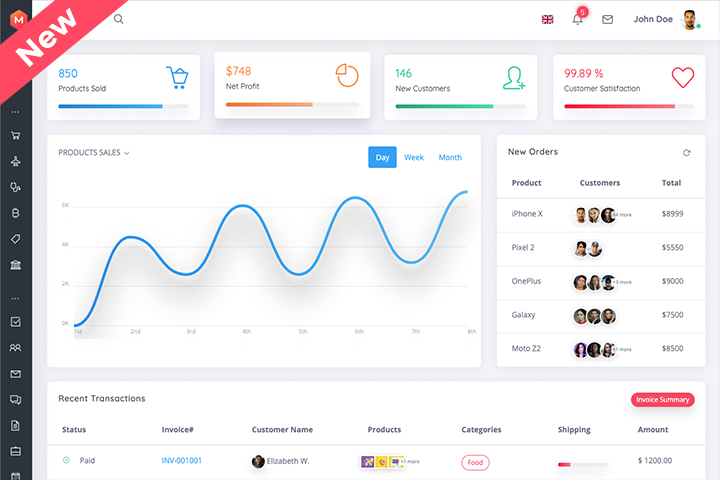 New
M
5
John Doe
850
Products Sold
$748
Net Profit
146
New Customers
99.89 %
Customer Satisfaction
PRODUCTS SALES
Day Week Month
6K
4K
2K
0K
1st 2nd 3rd 4th 5th 6th 7th 8th
New Orders
Product Customers Total
iPhone X +4 more $8999
Pixel 2 $5550
OnePlus +3 more $9000
Galaxy $7500
Moto Z2 +1 more $8500
Recent Transactions
Invoice Summary
Status Invoice# Customer Name Products Categories Shipping Amount
Paid INV-001001 Elizabeth W. +1 more Food $ 1200.00